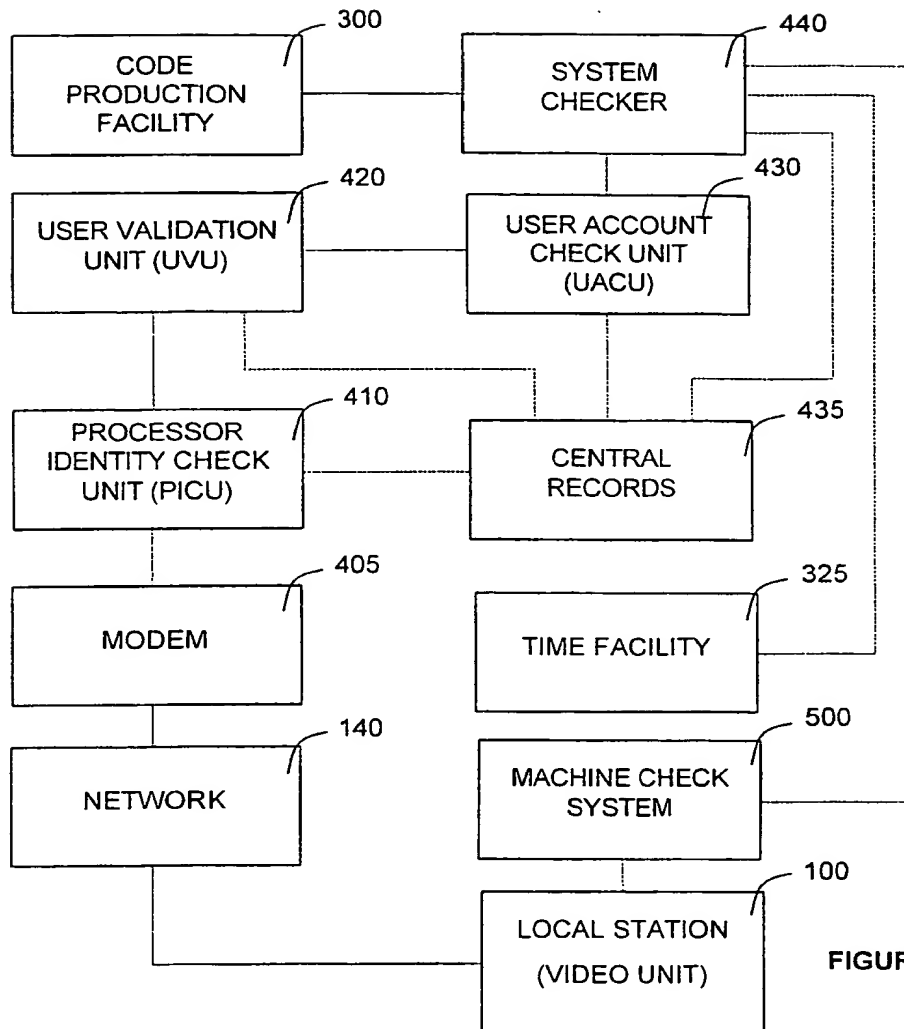 300
CODE
PRODUCTION
FACILITY
440
SYSTEM
CHECKER
420
USER VALIDATION
UNIT (UVU)
430
USER ACCOUNT
CHECK UNIT
(UACU)
410
PROCESSOR
IDENTITY CHECK
UNIT (PICU)
435
CENTRAL
RECORDS
405
MODEM
325
TIME FACILITY
140
NETWORK
500
MACHINE CHECK
SYSTEM
100
LOCAL STATION
(VIDEO UNIT)
FIGUR